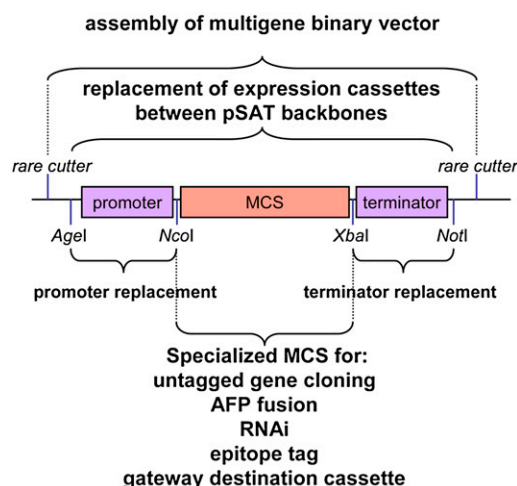 assembly of multigene binary vector
replacement of expression cassettes
between pSAT backbones
rare cutter
rare cutter
promoter
MCS
terminator
AgeI
NcoI
XbaI
NotI
promoter replacement
terminator replacement
Specialized MCS for:
untagged gene cloning
AFP fusion
RNAi
epitope tag
gateway destination cassette